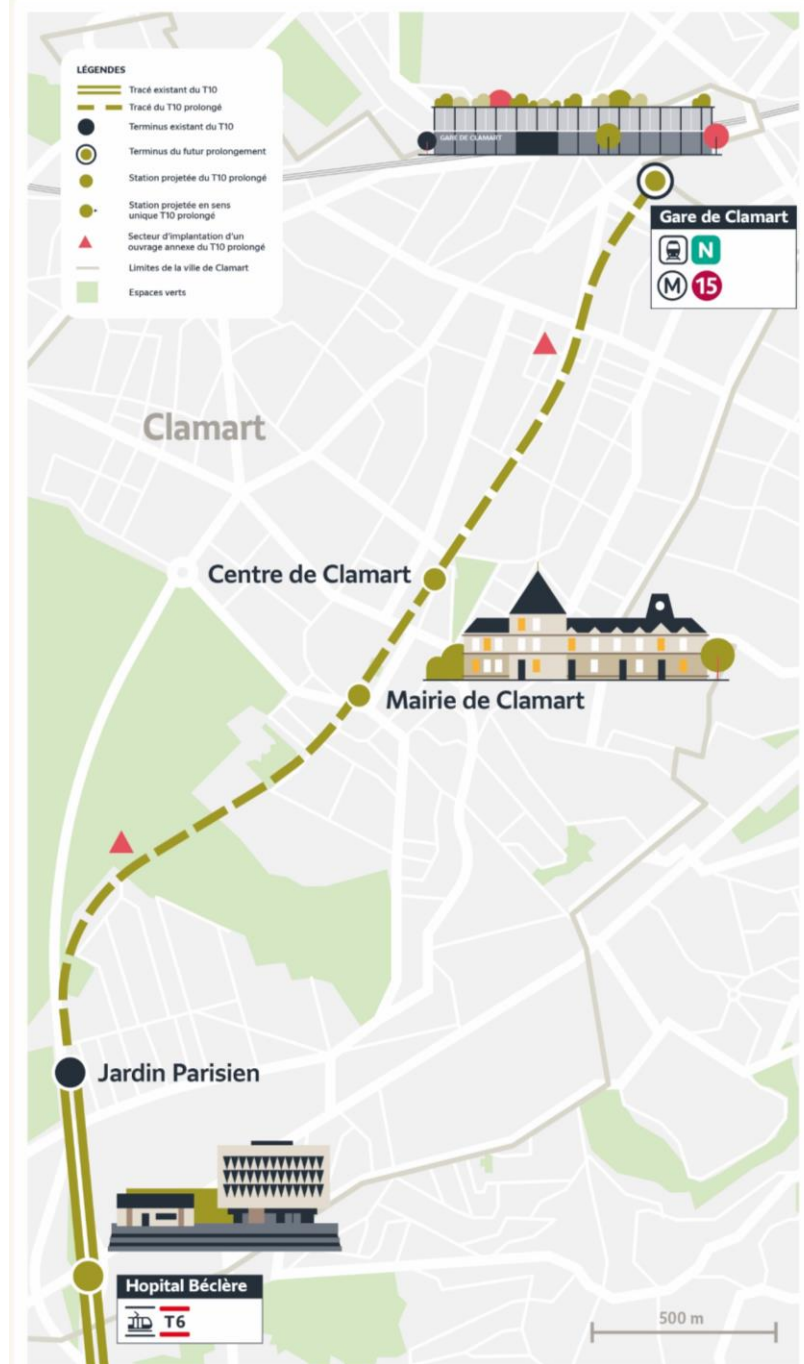 LÉGENDES
Tracé existant du T10
Tracé du T10 prolongé
Terminus existant du T10
Terminus du futur prolongement
Station projetée du T10 prolongé
Station projetée en sens
unique T10 prolongé
Secteur d'implantation d'un
ouvrage annexe du T10 prolongé
Limites de la ville de Clamart
Espaces verts
GARE DE CLAMART
Gare de Clamart
N
M 15
Clamart
Centre de Clamart
Mairie de Clamart
Jardin Parisien
Hopital Béclère
T6
500 m